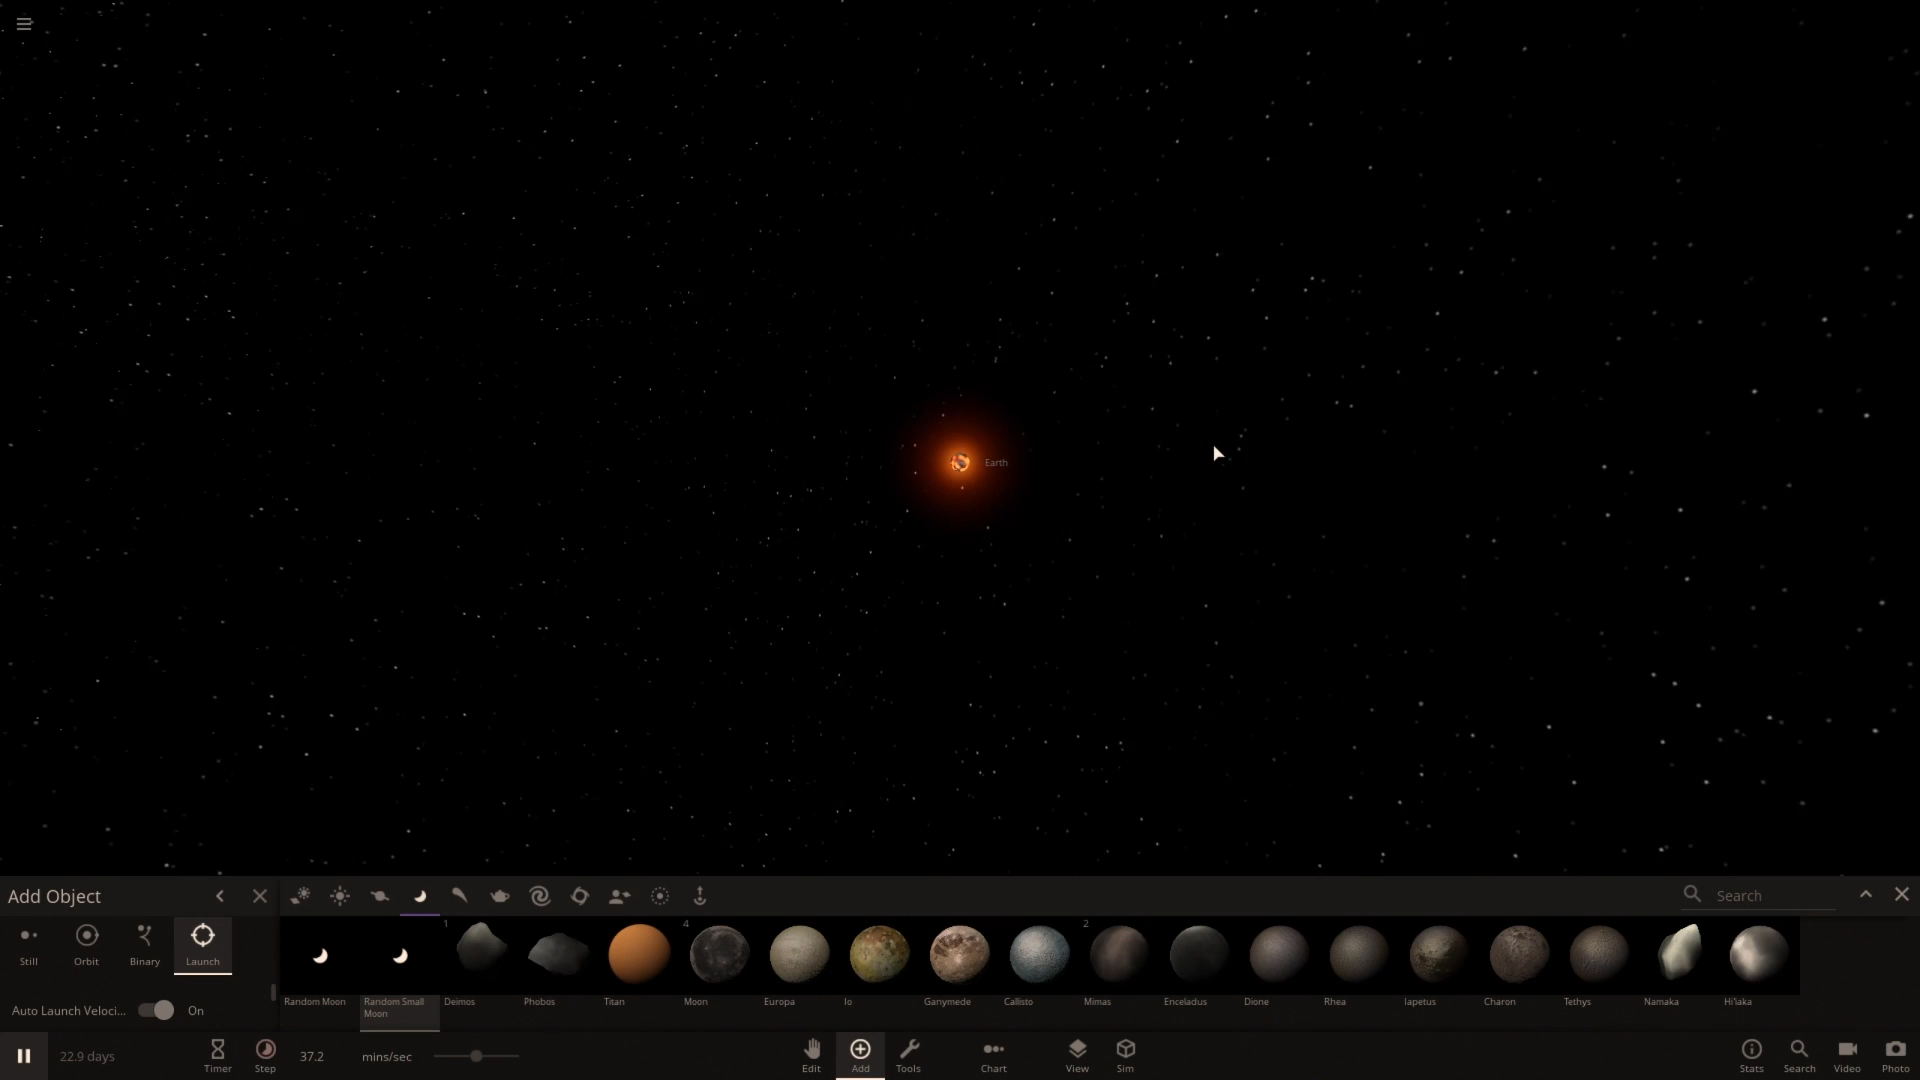 Earth
Add Object
Search
Still
Orbit
Binary
Launch
Auto Launch Veloci...
On
1
4
2
Random Moon
Random Small
Moon
Deimos
Phobos
Titan
Moon
Europa
Io
Ganymede
Callisto
Mimas
Enceladus
Dione
Rhea
Iapetus
Charon
Tethys
Namaka
Hi'iaka
22.9 days
Timer
Step
37.2
mins/sec
Edit
Add
Tools
Chart
View
Sim
Stats
Search
Video
Photo